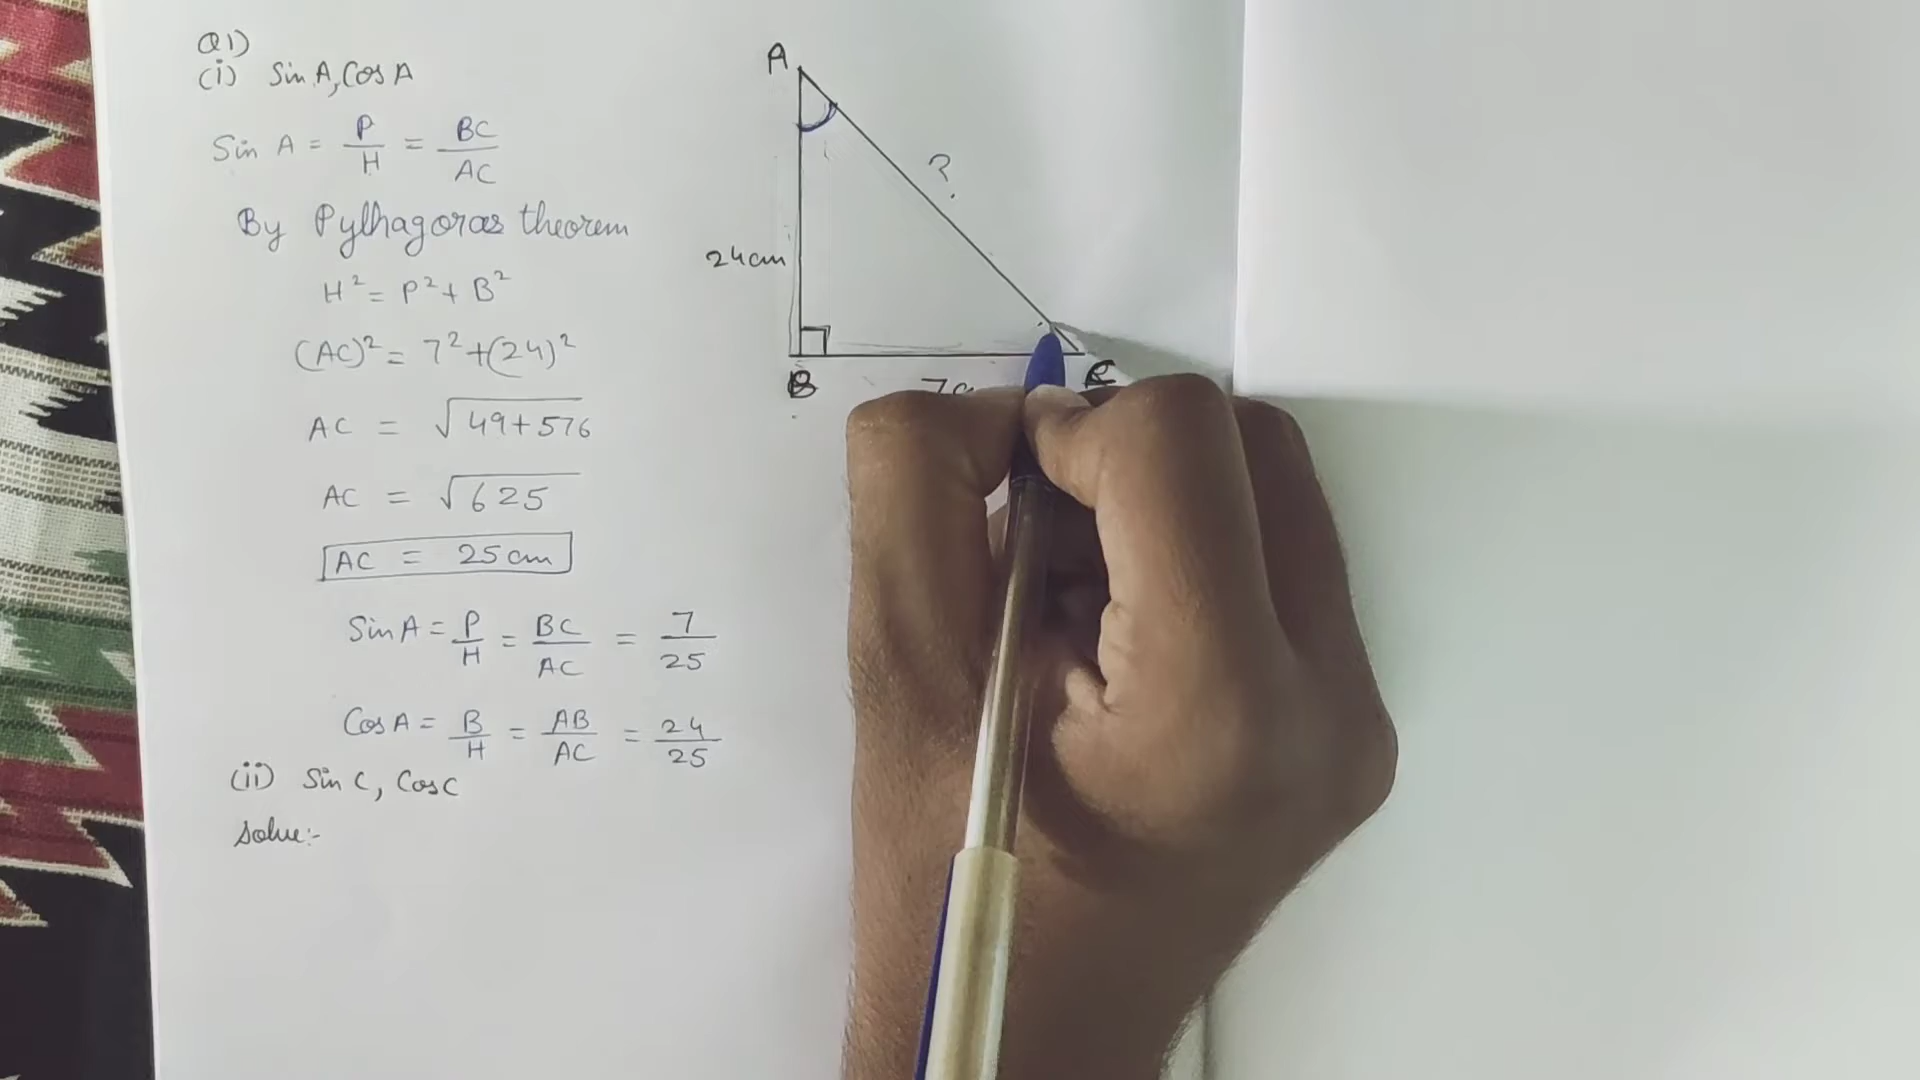 Q1)
(i) Sin A, Cos A
Sin A = P/H = BC/AC
By Pythagoras theorem
H² = P² + B²
(AC)² = 7² + (24)²
AC = √49+576
AC = √625
AC = 25cm
Sin A = P/H = BC/AC = 7/25
Cos A = B/H = AB/AC = 24/25
(ii) Sin C, Cos C
Solve:-
A
?
24cm
B
C